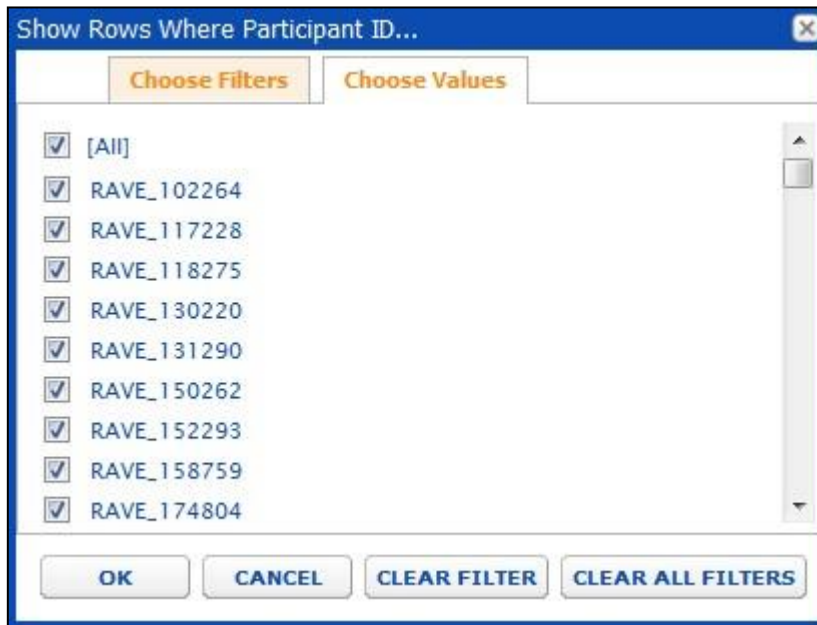 Show Rows Where Participant ID...
Choose Filters Choose Values
[All]
RAVE_102264
RAVE_117228
RAVE_118275
RAVE_130220
RAVE_131290
RAVE_150262
RAVE_152293
RAVE_158759
RAVE_174804
OK CANCEL CLEAR FILTER CLEAR ALL FILTERS